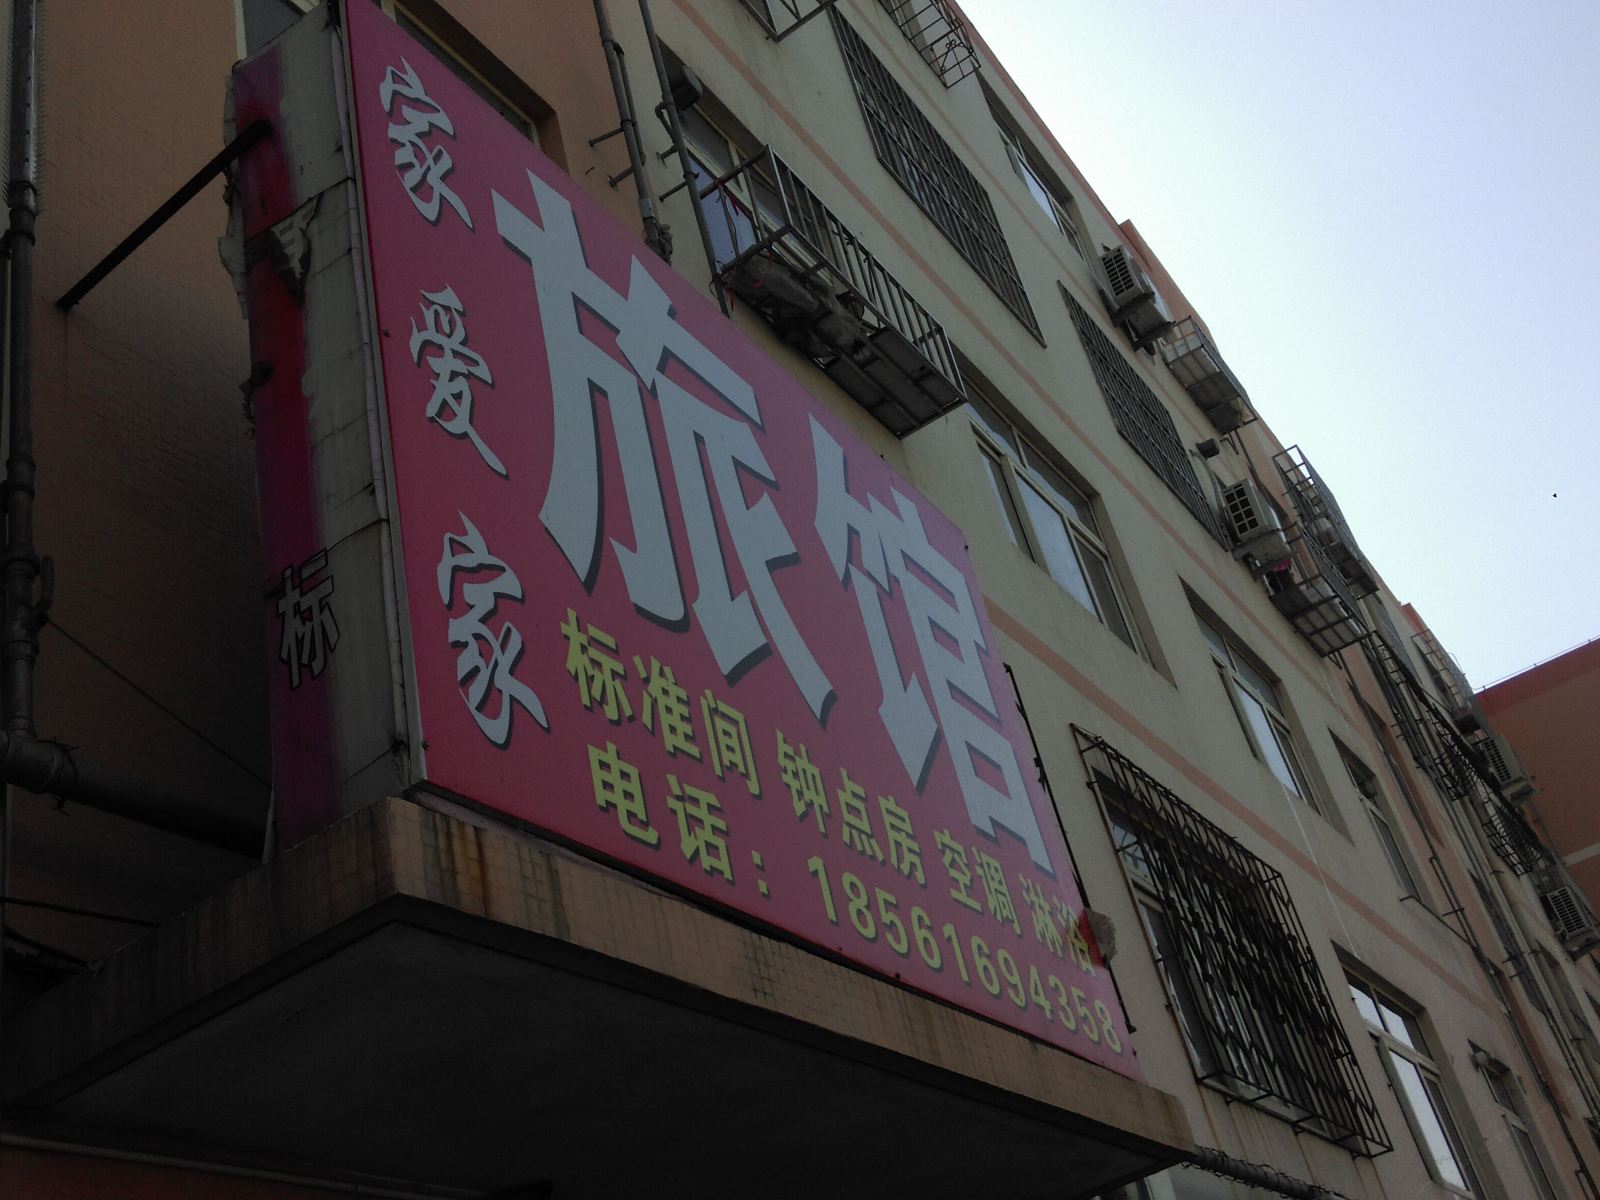 家爱家
旅馆
标准间 钟点房 空调 淋浴
电话：18561694358
标